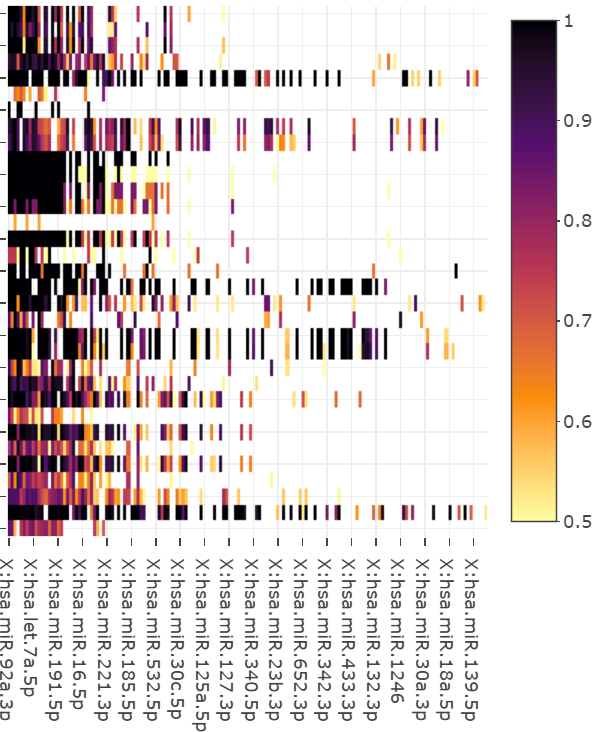 1
0.9
0.8
0.7
0.6
0.5
X:hsa.miR.92a.3p
X:hsa.let.7a.5p
X:hsa.miR.191.5p
X:hsa.miR.16.5p
X:hsa.miR.221.3p
X:hsa.miR.185.5p
X:hsa.miR.532.5p
X:hsa.miR.30c.5p
X:hsa.miR.125a.5p
X:hsa.miR.127.3p
X:hsa.miR.340.5p
X:hsa.miR.23b.3p
X:hsa.miR.652.3p
X:hsa.miR.342.3p
X:hsa.miR.433.3p
X:hsa.miR.132.3p
X:hsa.miR.1246
X:hsa.miR.30a.3p
X:hsa.miR.18a.5p
X:hsa.miR.139.5p